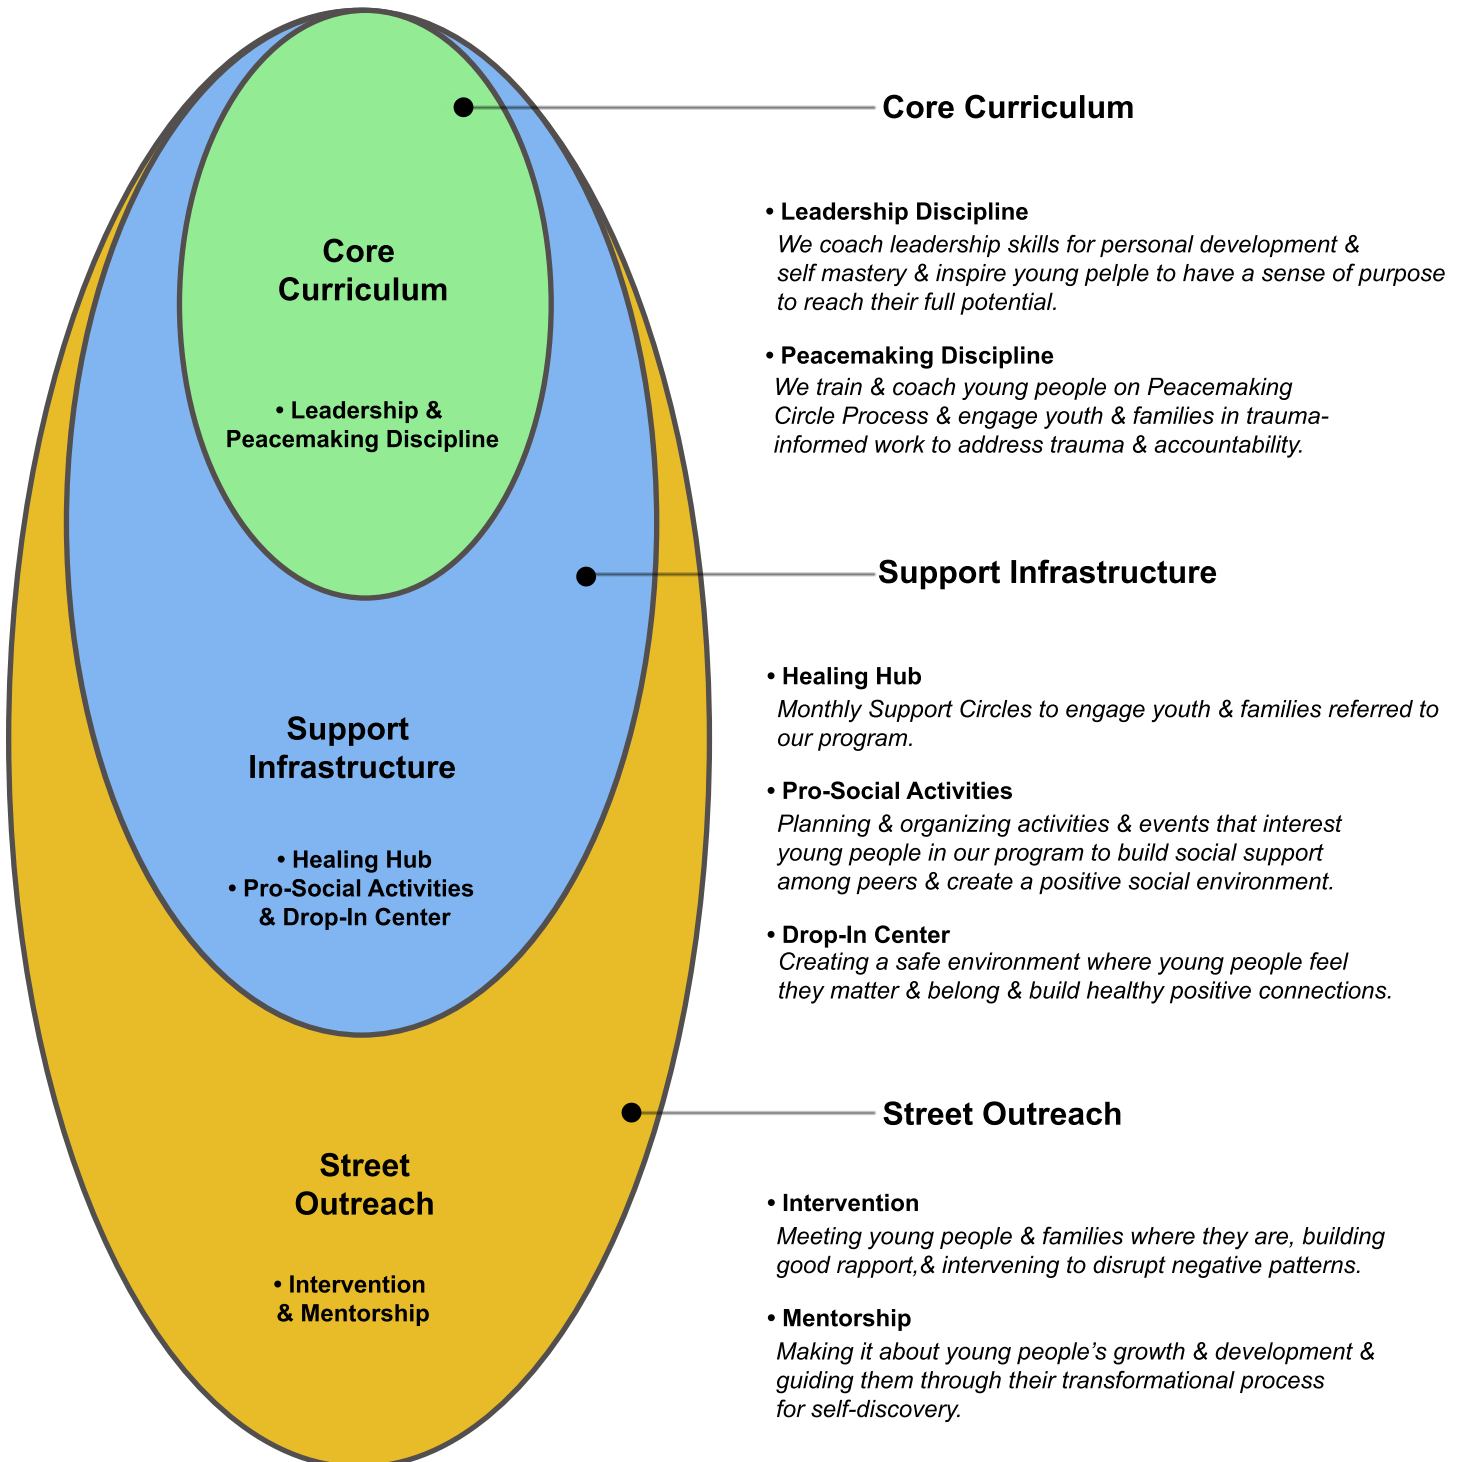 Core
Curriculum
• Leadership &
Peacemaking Discipline
Support
Infrastructure
• Healing Hub
• Pro-Social Activities
& Drop-In Center
Street
Outreach
• Intervention
& Mentorship
Core Curriculum
• Leadership Discipline
We coach leadership skills for personal development &
self mastery & inspire young pelple to have a sense of purpose
to reach their full potential.
• Peacemaking Discipline
We train & coach young people on Peacemaking
Circle Process & engage youth & families in trauma-
informed work to address trauma & accountability.
Support Infrastructure
• Healing Hub
Monthly Support Circles to engage youth & families referred to
our program.
• Pro-Social Activities
Planning & organizing activities & events that interest
young people in our program to build social support
among peers & create a positive social environment.
• Drop-In Center
Creating a safe environment where young people feel
they matter & belong & build healthy positive connections.
Street Outreach
• Intervention
Meeting young people & families where they are, building
good rapport,& intervening to disrupt negative patterns.
• Mentorship
Making it about young people’s growth & development &
guiding them through their transformational process
for self-discovery.